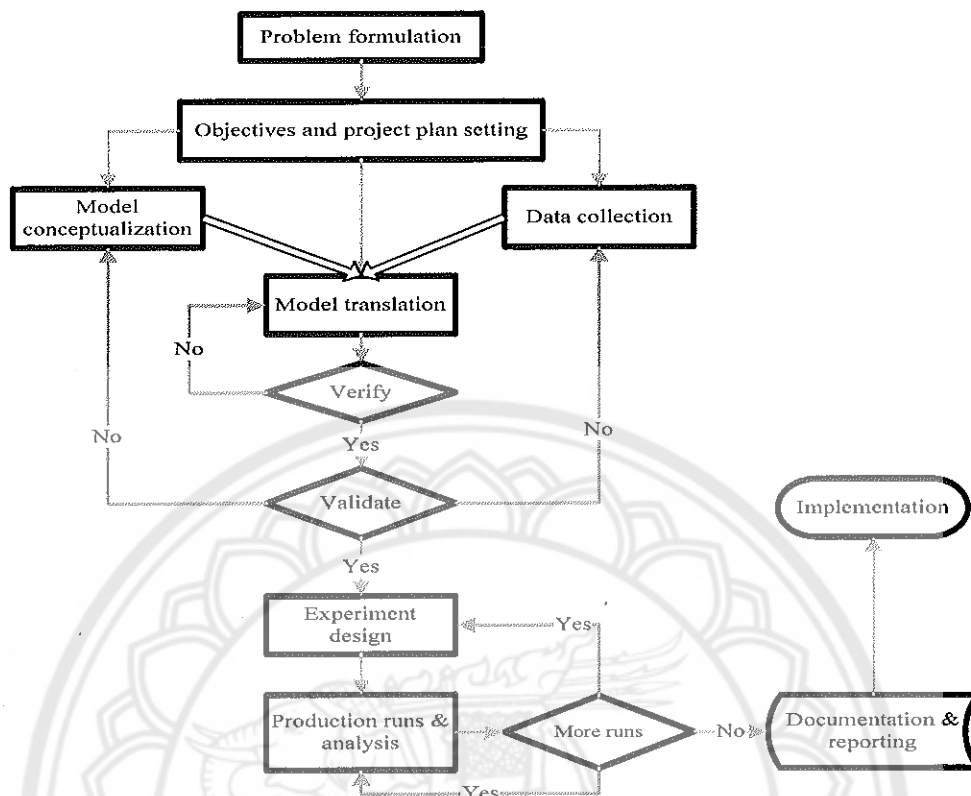 Problem formulation
Objectives and project plan setting
Model
conceptualization
Data collection
Model translation
No
Verify
No
Yes
No
Validate
Implementation
Yes
Experiment
design
Yes
Production runs &
analysis
More runs
No
Documentation &
reporting
Yes